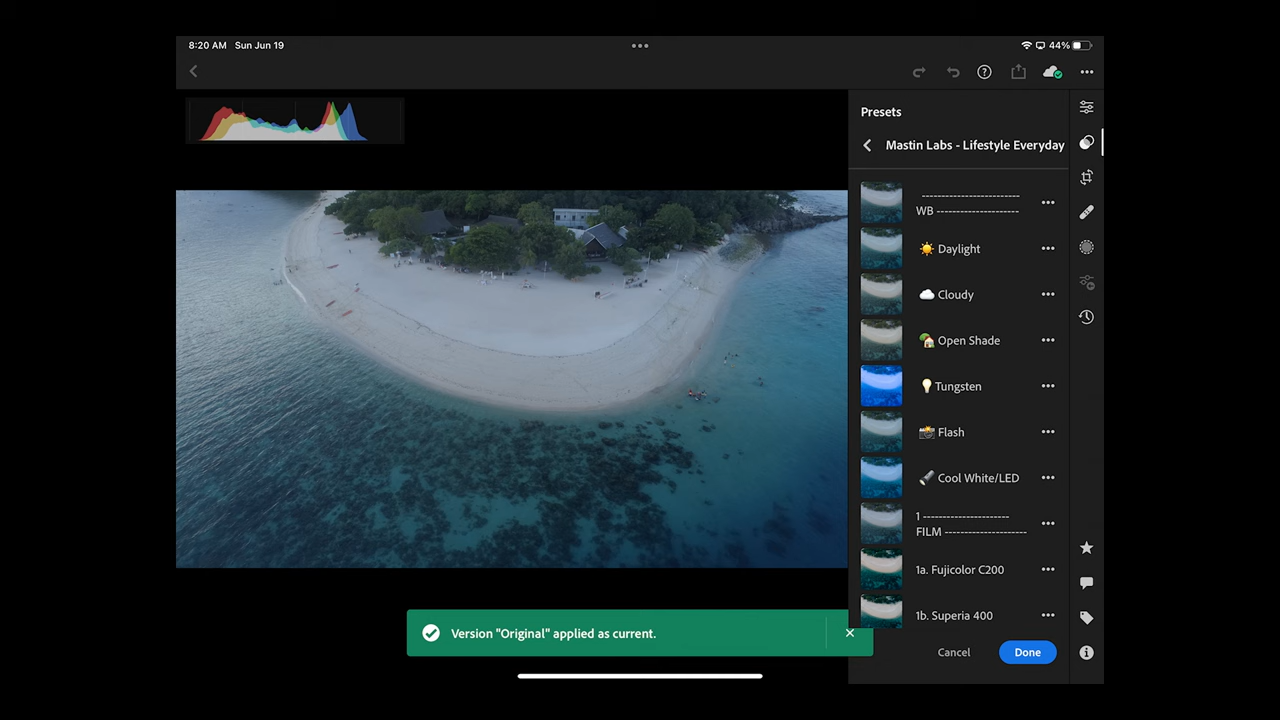 8:20 AM Sun Jun 19
44%
Presets
Mastin Labs - Lifestyle Everyday
------------------------
WB --------------------
Daylight
Cloudy
Open Shade
Tungsten
Flash
Cool White/LED
1 ---------------------
FILM --------------------
1a. Fujicolor C200
1b. Superia 400
Version "Original" applied as current.
Cancel
Done